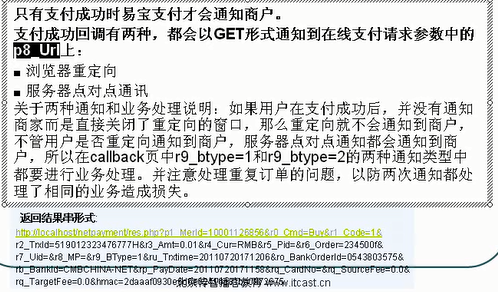 只有支付成功时易宝支付才会通知商户。
支付成功回调有两种，都会以GET形式通知到在线支付请求参数中的
p8_Url上：
■ 浏览器重定向
■ 服务器点对点通讯
关于两种通知和业务处理说明：如果用户在支付成功后，并没有通知
商家而是直接关闭了重定向的窗口，那么重定向就不会通知到商户，
不管用户是否重定向通知到商户，服务器点对点通知都会通知到商
户，所以在callback页中r9_btype=1和r9_btype=2的两种通知类型中
都要进行业务处理。并注意处理重复订单的问题，以防两次通知都处
理了相同的业务造成损失。
返回结果串形式:
http://localhost/netpayment/res.php?p1_MerId=10001126856&r0_Cmd=Buy&r1_Code=1&
r2_TrxId=519012323476777H&r3_Amt=0.01&r4_Cur=RMB&r5_Pid=&r6_Order=234500f&
r7_Uid=&r8_MP=&r9_BType=1&ru_Trxtime=20110720171206&ro_BankOrderId=0543803575&
rb_BankId=CMBCHINA-NET&rp_PayDate=20110720171158&rq_CardNo=&rq_SourceFee=0.0&
rq_TargetFee=0.0&hmac=2daaaf0930e
北京传智播客教育 www.itcast.cn